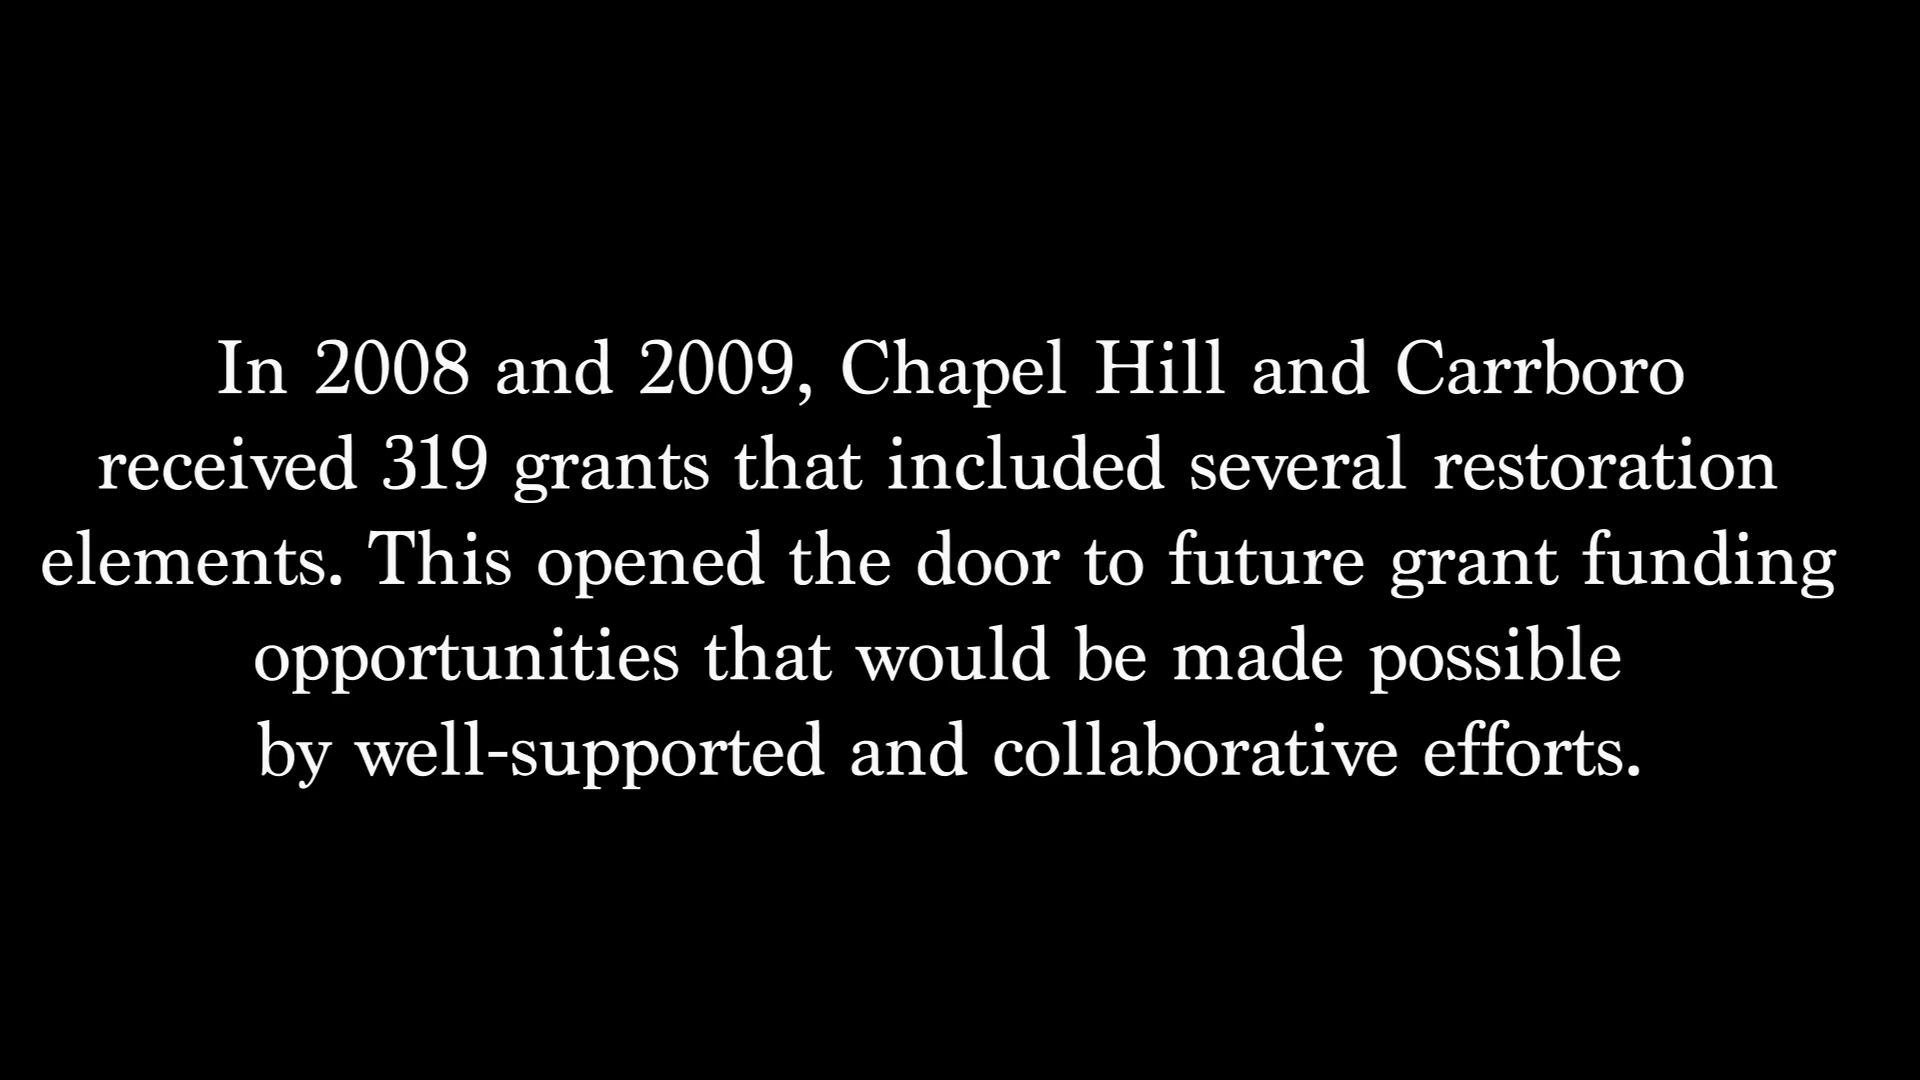 In 2008 and 2009, Chapel Hill and Carrboro
received 319 grants that included several restoration
elements. This opened the door to future grant funding
opportunities that would be made possible
by well-supported and collaborative efforts.